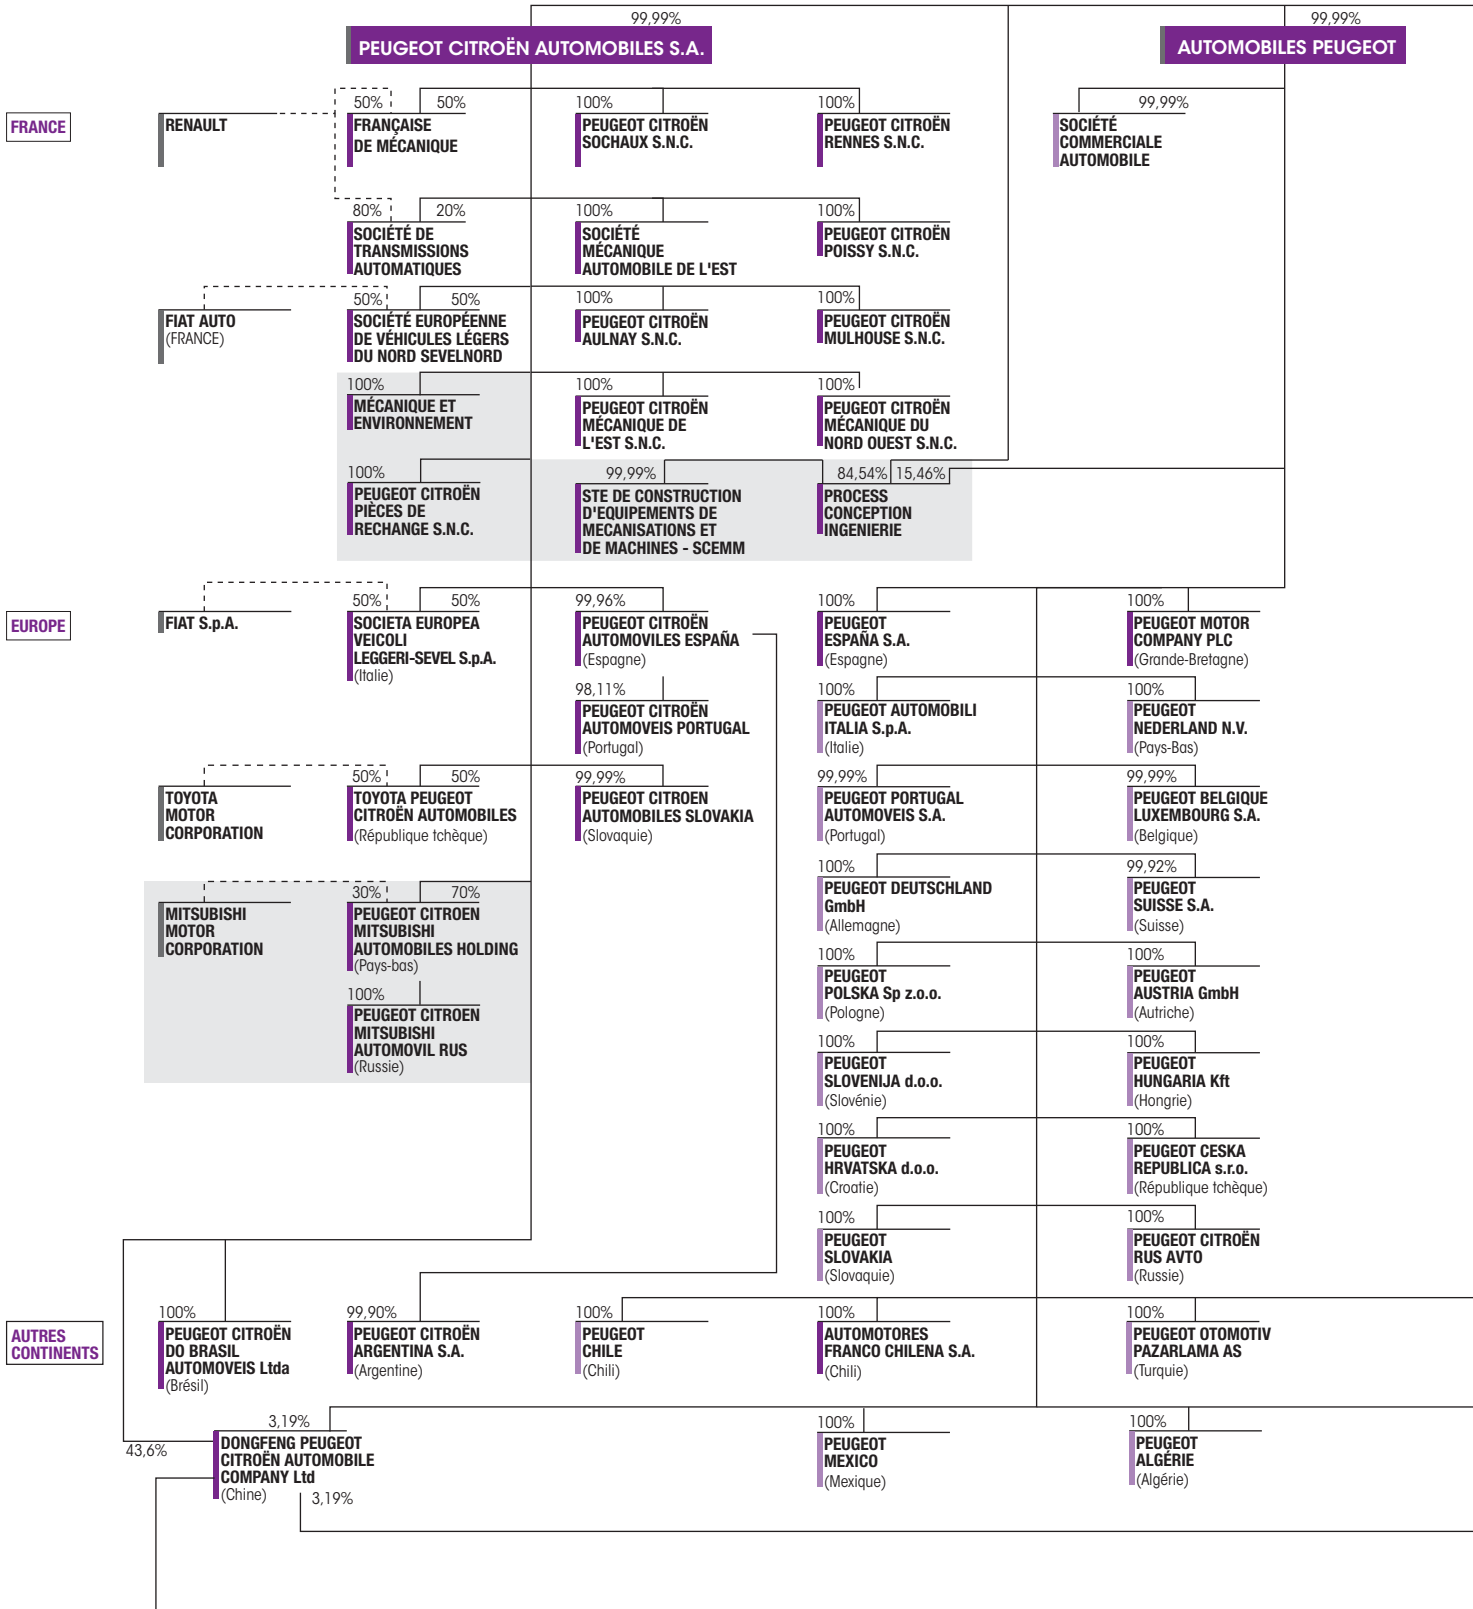 99,99%
99,99%
PEUGEOT CITROËN AUTOMOBILES S.A.
AUTOMOBILES PEUGEOT
FRANCE
RENAULT
50%
50%
FRANÇAISE
DE MÉCANIQUE
100%
PEUGEOT CITROËN
SOCHAUX S.N.C.
100%
PEUGEOT CITROËN
RENNES S.N.C.
99,99%
SOCIÉTÉ
COMMERCIALE
AUTOMOBILE
80%
20%
SOCIÉTÉ DE
TRANSMISSIONS
AUTOMATIQUES
100%
SOCIÉTÉ
MÉCANIQUE
AUTOMOBILE DE L'EST
100%
PEUGEOT CITROËN
POISSY S.N.C.
FIAT AUTO
(FRANCE)
50%
50%
SOCIÉTÉ EUROPÉENNE
DE VÉHICULES LÉGERS
DU NORD SEVELNORD
100%
PEUGEOT CITROËN
AULNAY S.N.C.
100%
PEUGEOT CITROËN
MULHOUSE S.N.C.
100%
MÉCANIQUE ET
ENVIRONNEMENT
100%
PEUGEOT CITROËN
MÉCANIQUE DE
L'EST S.N.C.
100%
PEUGEOT CITROËN
MÉCANIQUE DU
NORD OUEST S.N.C.
100%
PEUGEOT CITROËN
PIÈCES DE
RECHANGE S.N.C.
99,99%
STE DE CONSTRUCTION
D'EQUIPEMENTS DE
MECANISATIONS ET
DE MACHINES - SCEMM
84,54%
15,46%
PROCESS
CONCEPTION
INGENIERIE
EUROPE
FIAT S.p.A.
50%
50%
SOCIETA EUROPEA
VEICOLI
LEGGERI-SEVEL S.p.A.
(Italie)
99,96%
PEUGEOT CITROËN
AUTOMOVILES ESPAÑA
(Espagne)
100%
PEUGEOT
ESPAÑA S.A.
(Espagne)
100%
PEUGEOT MOTOR
COMPANY PLC
(Grande-Bretagne)
98,11%
PEUGEOT CITROËN
AUTOMOVEIS PORTUGAL
(Portugal)
100%
PEUGEOT AUTOMOBILI
ITALIA S.p.A.
(Italie)
100%
PEUGEOT
NEDERLAND N.V.
(Pays-Bas)
TOYOTA
MOTOR
CORPORATION
50%
50%
TOYOTA PEUGEOT
CITROËN AUTOMOBILES
(République tchèque)
99,99%
PEUGEOT CITROEN
AUTOMOBILES SLOVAKIA
(Slovaquie)
99,99%
PEUGEOT PORTUGAL
AUTOMOVEIS S.A.
(Portugal)
99,99%
PEUGEOT BELGIQUE
LUXEMBOURG S.A.
(Belgique)
MITSUBISHI
MOTOR
CORPORATION
30%
70%
PEUGEOT CITROEN
MITSUBISHI
AUTOMOBILES HOLDING
(Pays-bas)
100%
PEUGEOT DEUTSCHLAND
GmbH
(Allemagne)
99,92%
PEUGEOT
SUISSE S.A.
(Suisse)
100%
PEUGEOT CITROEN
MITSUBISHI
AUTOMOVIL RUS
(Russie)
100%
PEUGEOT
POLSKA Sp z.o.o.
(Pologne)
100%
PEUGEOT
AUSTRIA GmbH
(Autriche)
100%
PEUGEOT
SLOVENIJA d.o.o.
(Slovénie)
100%
PEUGEOT
HUNGARIA Kft
(Hongrie)
100%
PEUGEOT
HRVATSKA d.o.o.
(Croatie)
100%
PEUGEOT CESKA
REPUBLICA s.r.o.
(République tchèque)
100%
PEUGEOT
SLOVAKIA
(Slovaquie)
100%
PEUGEOT CITROËN
RUS AVTO
(Russie)
AUTRES
CONTINENTS
100%
PEUGEOT CITROËN
DO BRASIL
AUTOMOVEIS Ltda
(Brésil)
99,90%
PEUGEOT CITROËN
ARGENTINA S.A.
(Argentine)
100%
PEUGEOT
CHILE
(Chili)
100%
AUTOMOTORES
FRANCO CHILENA S.A.
(Chili)
100%
PEUGEOT OTOMOTIV
PAZARLAMA AS
(Turquie)
3,19%
43,6%
DONGFENG PEUGEOT
CITROËN AUTOMOBILE
COMPANY Ltd
(Chine)
3,19%
100%
PEUGEOT
MEXICO
(Mexique)
100%
PEUGEOT
ALGÉRIE
(Algérie)